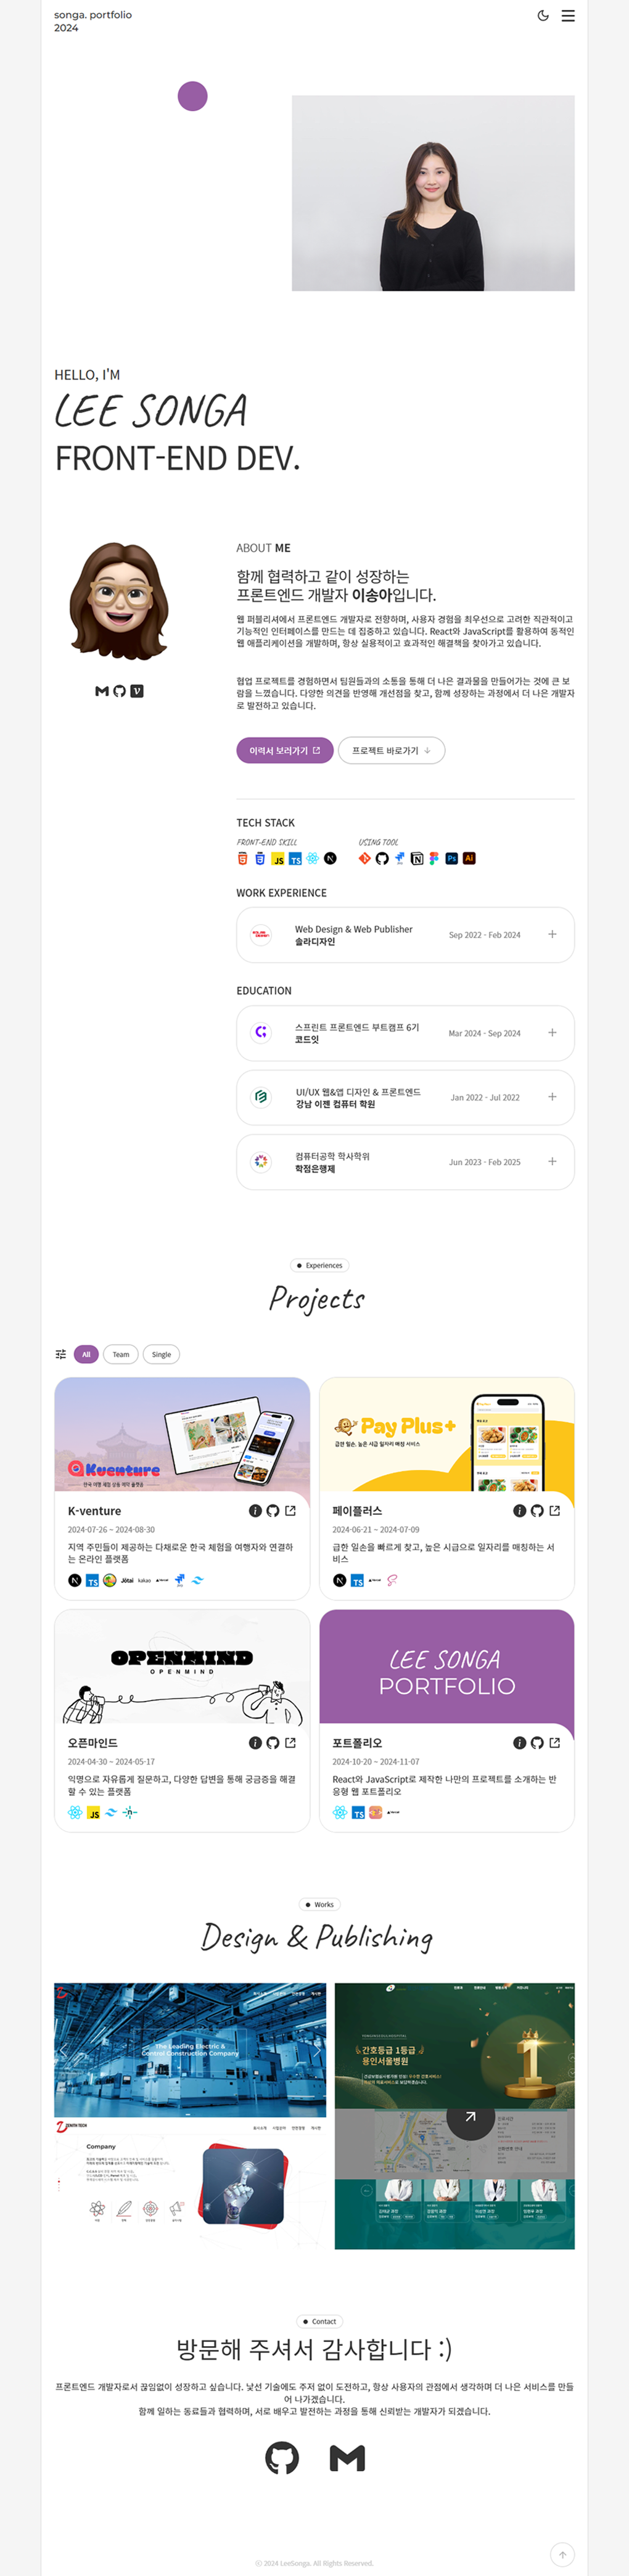 songa. portfolio
2024
HELLO, I'M
LEE SONGA
FRONT-END DEV.
ABOUT ME
함께 협력하고 같이 성장하는
프론트엔드 개발자 이송아입니다.
웹 퍼블리셔에서 프론트엔드 개발자로 전향하며, 사용자 경험을 최우선으로 고려한 직관적이고
기능적인 인터페이스를 만드는 데 집중하고 있습니다. React와 JavaScript를 활용하여 동적인
웹 애플리케이션을 개발하며, 항상 실용적이고 효과적인 해결책을 찾아가고 있습니다.
협업 프로젝트를 경험하면서 팀원들과의 소통을 통해 더 나은 결과물을 만들어가는 것에 큰 보
람을 느꼈습니다. 다양한 의견을 반영해 개선점을 찾고, 함께 성장하는 과정에서 더 나은 개발자
로 발전하고 있습니다.
이력서 보러가기
프로젝트 바로가기
TECH STACK
FRONT-END SKILL
USING TOOL
WORK EXPERIENCE
Web Design & Web Publisher
솔라디자인
Sep 2022 - Feb 2024
EDUCATION
스프린트 프론트엔드 부트캠프 6기
코드잇
Mar 2024 - Sep 2024
UI/UX 웹&앱 디자인 & 프론트엔드
강남 이젠 컴퓨터 학원
Jan 2022 - Jul 2022
컴퓨터공학 학사학위
학점은행제
Jun 2023 - Feb 2025
Experiences
Projects
All
Team
Single
Kventure
Pay Plus+
급한 일손, 높은 시급 일자리 매칭 서비스
K-venture
2024-07-26 ~ 2024-08-30
지역 주민들이 제공하는 다채로운 한국 체험을 여행자와 연결하
는 온라인 플랫폼
페이플러스
2024-06-21 ~ 2024-07-09
급한 일손을 빠르게 찾고, 높은 시급으로 일자리를 매칭하는 서
비스
OPENMIND
OPENMIND
LEE SONGA
PORTFOLIO
오픈마인드
2024-04-30 ~ 2024-05-17
익명으로 자유롭게 질문하고, 다양한 답변을 통해 궁금증을 해결
할 수 있는 플랫폼
포트폴리오
2024-10-20 ~ 2024-11-07
React와 JavaScript로 제작한 나만의 프로젝트를 소개하는 반
응형 웹 포트폴리오
Works
Design & Publishing
The Leading Electric &
Control Construction Company
간호등급 1등급
용인서울병원
Company
Contact
방문해 주셔서 감사합니다 :)
프론트엔드 개발자로서 끊임없이 성장하고 싶습니다. 낯선 기술에도 주저 없이 도전하고, 항상 사용자의 관점에서 생각하며 더 나은 서비스를 만들
어 나가겠습니다.
함께 일하는 동료들과 협력하며, 서로 배우고 발전하는 과정을 통해 신뢰받는 개발자가 되겠습니다.
ⓒ 2024 LeeSonga. All Rights Reserved.